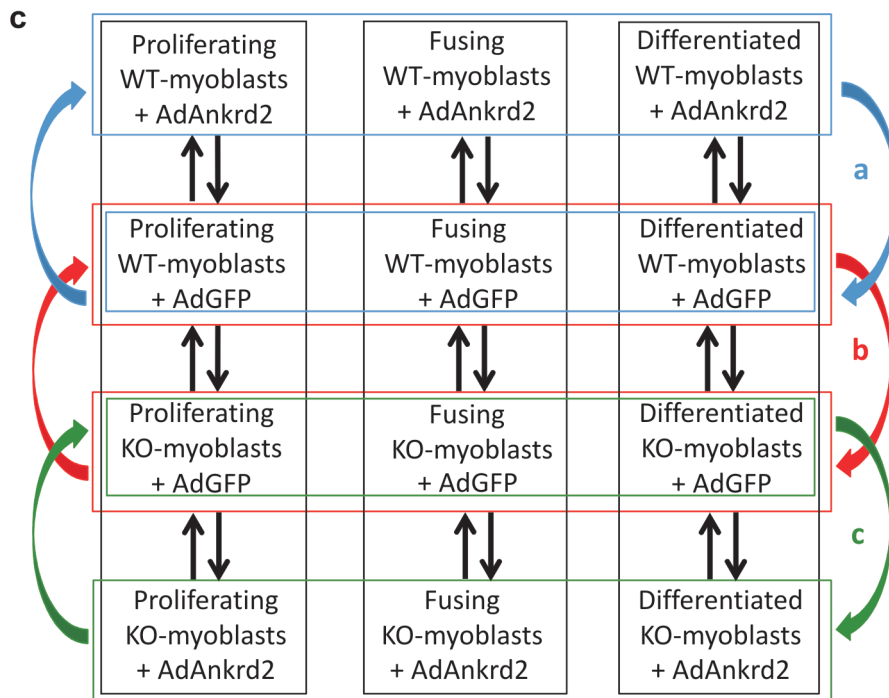 c
Proliferating
WT-myoblasts
+ AdAnkrd2
Fusing
WT-myoblasts
+ AdAnkrd2
Differentiated
WT-myoblasts
+ AdAnkrd2
a
Proliferating
WT-myoblasts
+ AdGFP
Fusing
WT-myoblasts
+ AdGFP
Differentiated
WT-myoblasts
+ AdGFP
b
Proliferating
KO-myoblasts
+ AdGFP
Fusing
KO-myoblasts
+ AdGFP
Differentiated
KO-myoblasts
+ AdGFP
c
Proliferating
KO-myoblasts
+ AdAnkrd2
Fusing
KO-myoblasts
+ AdAnkrd2
Differentiated
KO-myoblasts
+ AdAnkrd2